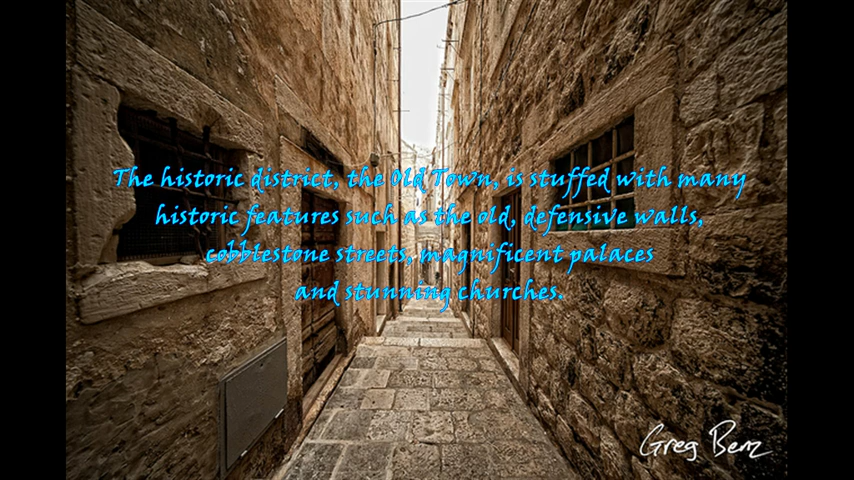 The historic district, the Old Town, is stuffed with many
historic features such as the old, defensive walls,
cobblestone streets, magnificent palaces
and stunning churches.
Greg Benz